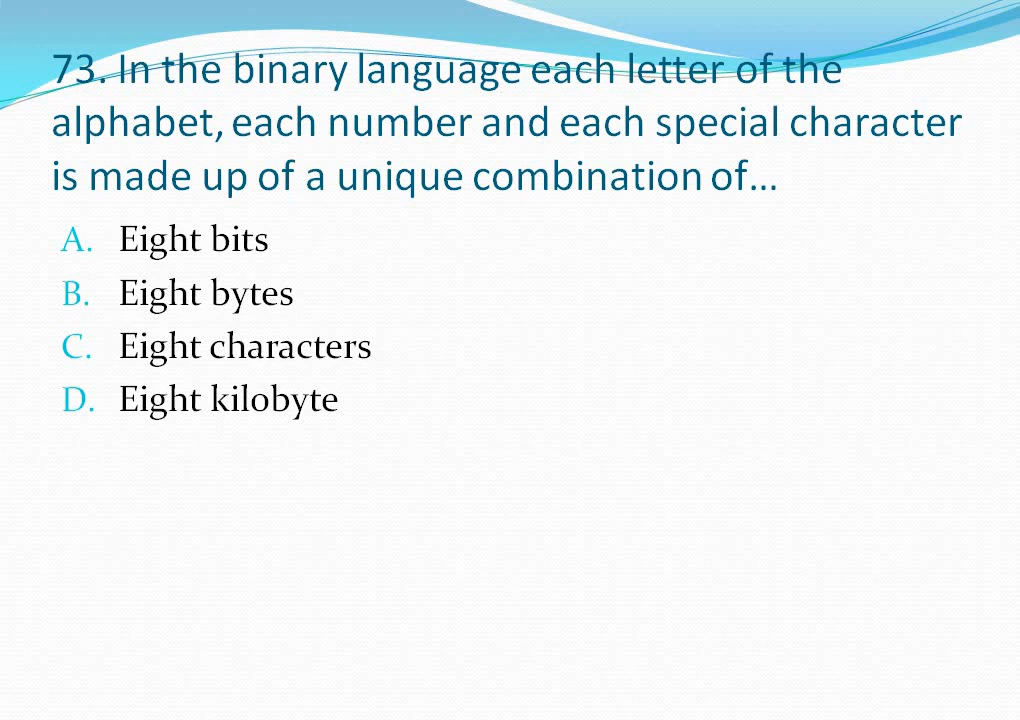 73. In the binary language each letter of the
alphabet, each number and each special character
is made up of a unique combination of…
A. Eight bits
B. Eight bytes
C. Eight characters
D. Eight kilobyte